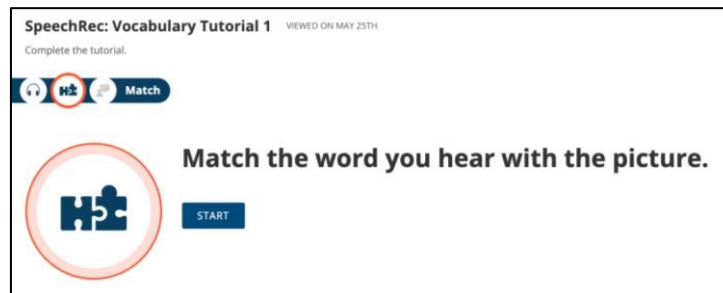 SpeechRec: Vocabulary Tutorial 1 VIEWED ON MAY 25TH
Complete the tutorial.
Match
Match the word you hear with the picture.
START